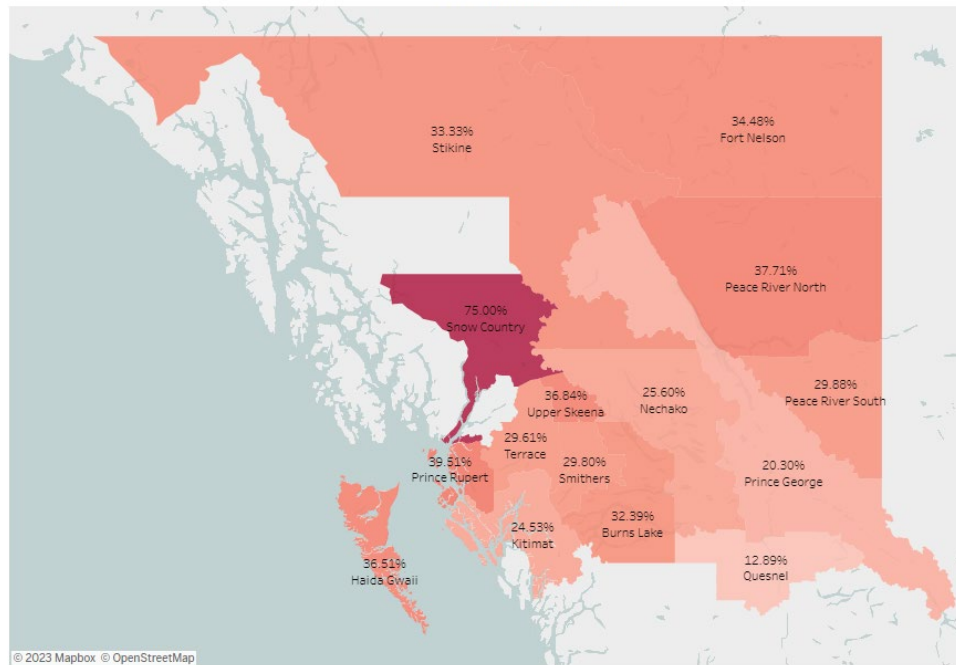 33.33%
Stikine
34.48%
Fort Nelson
37.71%
Peace River North
75.00%
Snow Country
36.84%
Upper Skeena
25.60%
Nechako
29.88%
Peace River South
29.61%
Terrace
39.51%
Prince Rupert
29.80%
Smithers
20.30%
Prince George
24.53%
Kitimat
32.39%
Burns Lake
36.51%
Haida Gwaii
12.89%
Quesnel
© 2023 Mapbox © OpenStreetMap